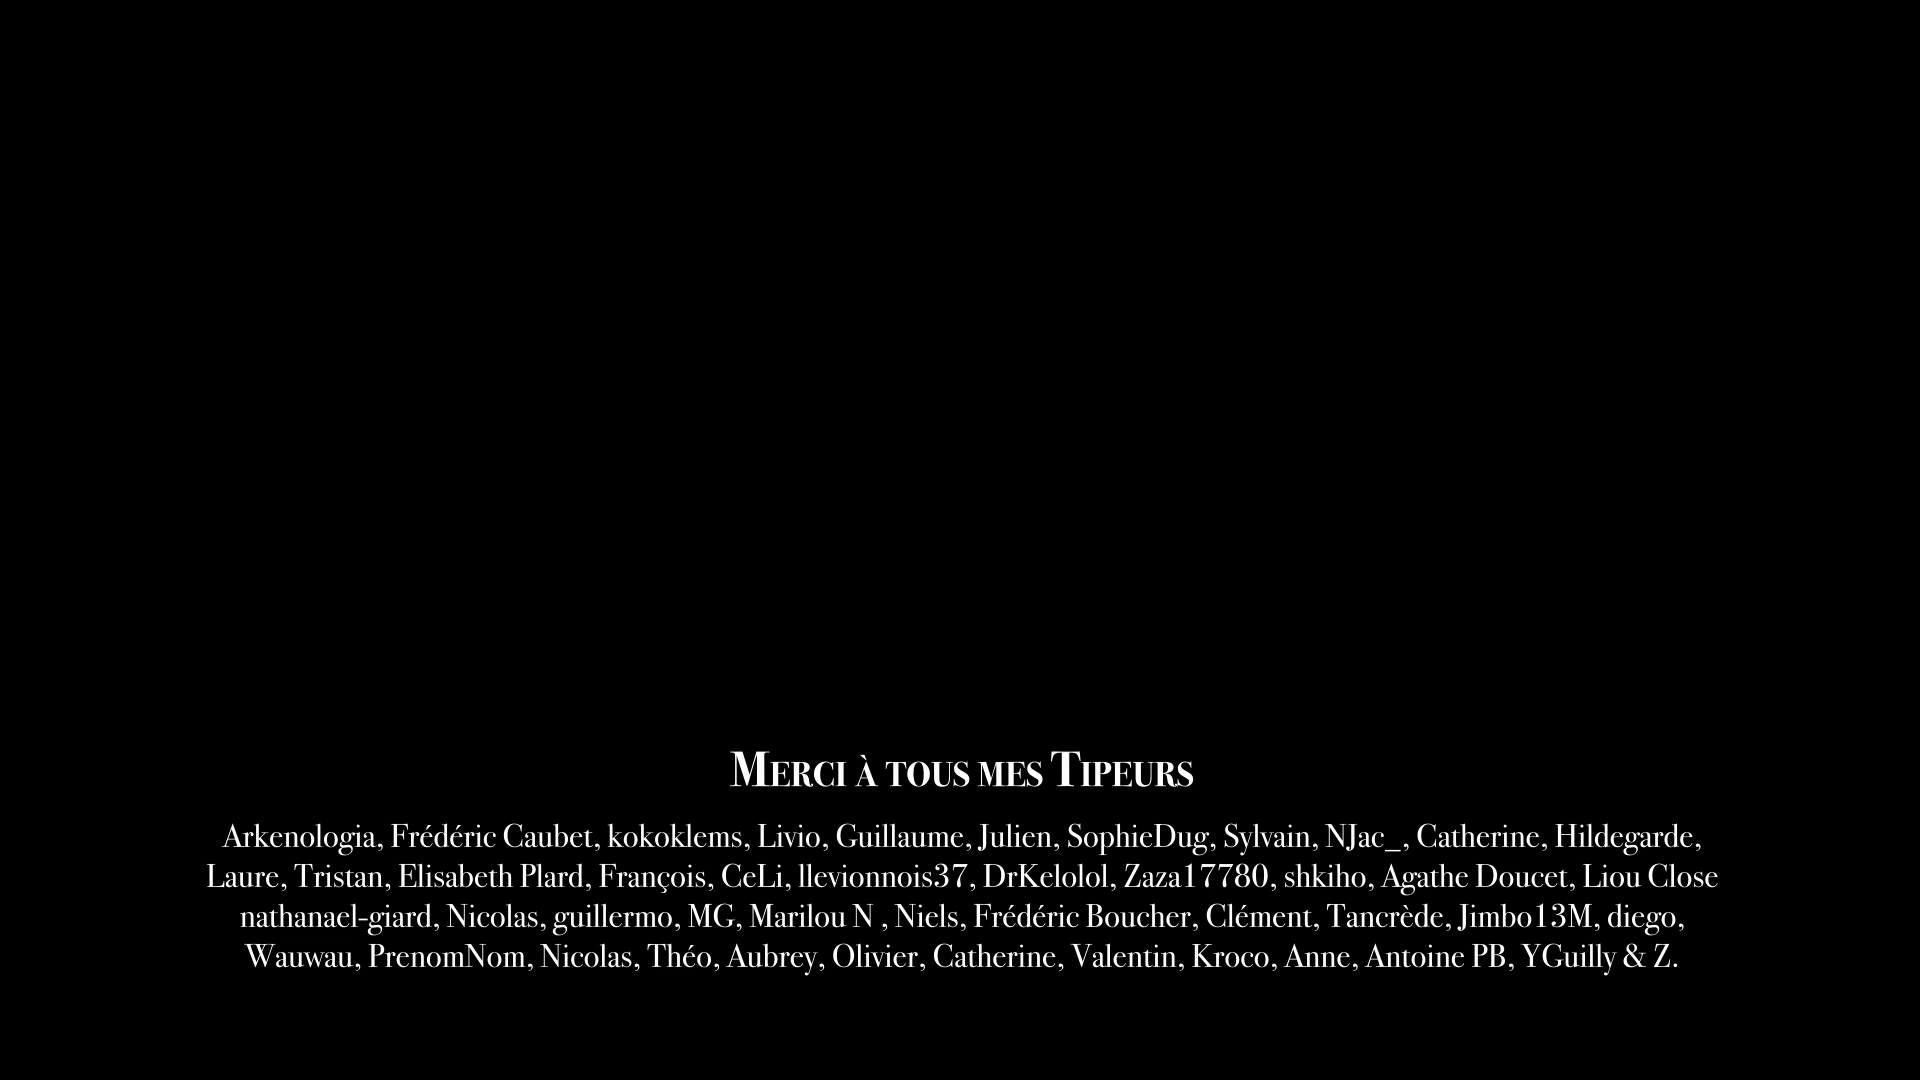 Merci à tous mes Tipeurs
Arkenologia, Frédéric Caubet, kokoklems, Livio, Guillaume, Julien, SophieDug, Sylvain, NJac_, Catherine, Hildegarde,
Laure, Tristan, Elisabeth Plard, François, CeLi, llevionnois37, DrKelolol, Zaza17780, shkiho, Agathe Doucet, Liou Close
nathanael-giard, Nicolas, guillermo, MG, Marilou N , Niels, Frédéric Boucher, Clément, Tancrède, Jimbo13M, diego,
Wauwau, PrenomNom, Nicolas, Théo, Aubrey, Olivier, Catherine, Valentin, Kroco, Anne, Antoine PB, YGuilly & Z.